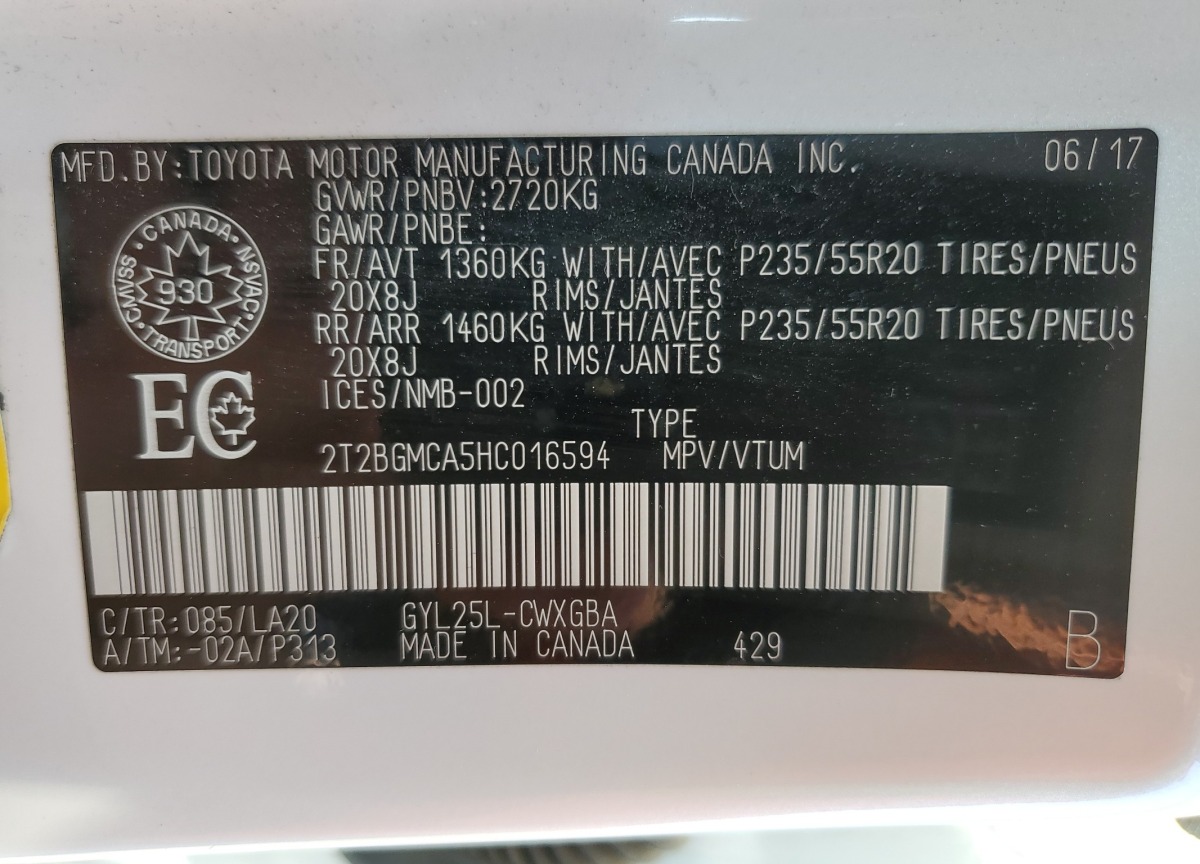 MFD.BY:TOYOTA MOTOR MANUFACTURING CANADA INC. 06/17
GVWR/PNBV:2720KG
GAWR/PNBE:
FR/AVT 1360KG WITH/AVEC P235/55R20 TIRES/PNEUS
20X8J RIMS/JANTES
RR/ARR 1460KG WITH/AVEC P235/55R20 TIRES/PNEUS
20X8J RIMS/JANTES
ICES/NMB-002
CANADA · NSVAC · TRANSPORT · CMVSS ·
930
EC
TYPE
2T2BGMCA5HC016594 MPV/VTUM
C/TR:085/LA20 GYL25L-CWXGBA
A/TM:-02A/P313 MADE IN CANADA 429 B